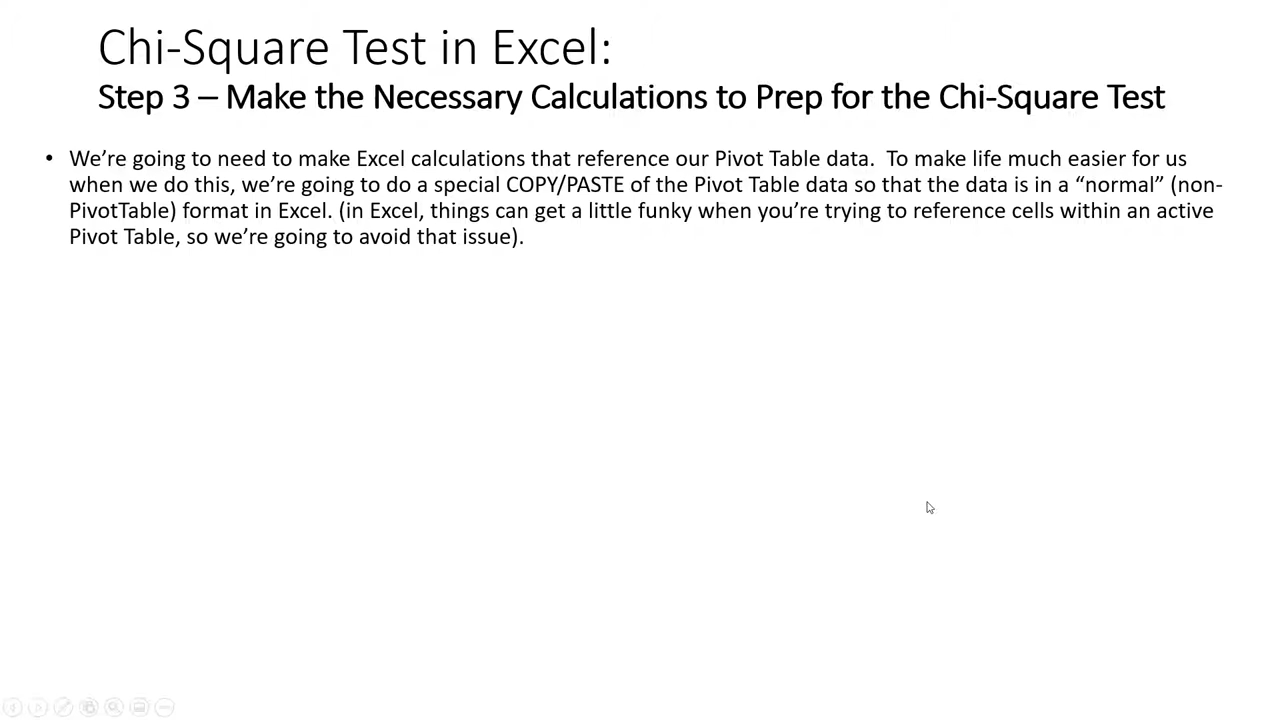 Chi-Square Test in Excel:
Step 3 – Make the Necessary Calculations to Prep for the Chi-Square Test
• We’re going to need to make Excel calculations that reference our Pivot Table data.  To make life much easier for us
when we do this, we’re going to do a special COPY/PASTE of the Pivot Table data so that the data is in a “normal” (non-
PivotTable) format in Excel. (in Excel, things can get a little funky when you’re trying to reference cells within an active
Pivot Table, so we’re going to avoid that issue).